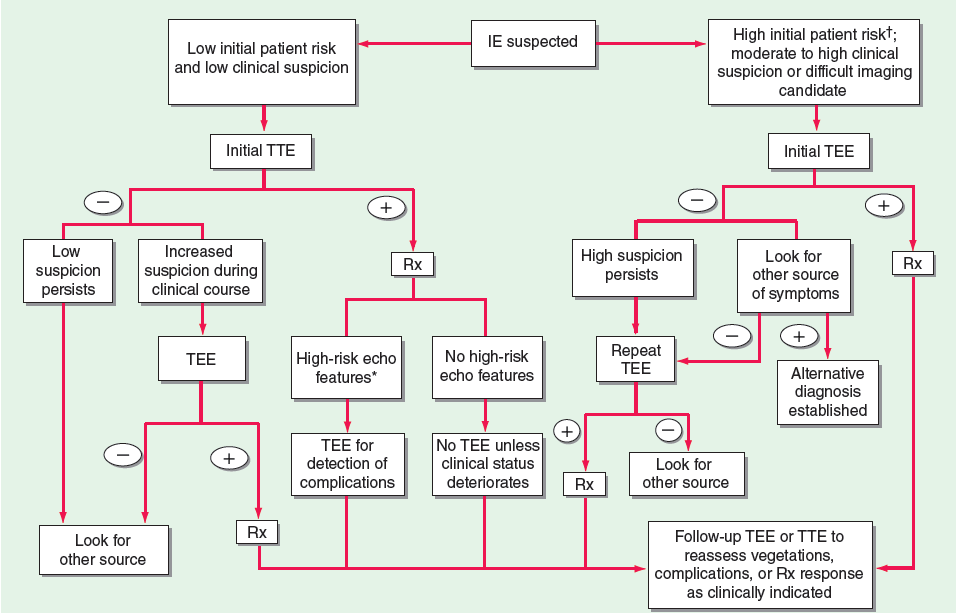 IE suspected
Low initial patient risk
and low clinical suspicion
High initial patient risk†;
moderate to high clinical
suspicion or difficult imaging
candidate
Initial TTE
Initial TEE
−
+
−
+
Low
suspicion
persists
Increased
suspicion during
clinical course
Rx
High suspicion
persists
Look for
other source
of symptoms
Rx
TEE
High-risk echo
features*
No high-risk
echo features
Repeat
TEE
−
+
Alternative
diagnosis
established
−
+
TEE for
detection of
complications
No TEE unless
clinical status
deteriorates
+
−
Rx
Look for
other source
Look for
other source
Rx
Follow-up TEE or TTE to
reassess vegetations,
complications, or Rx response
as clinically indicated